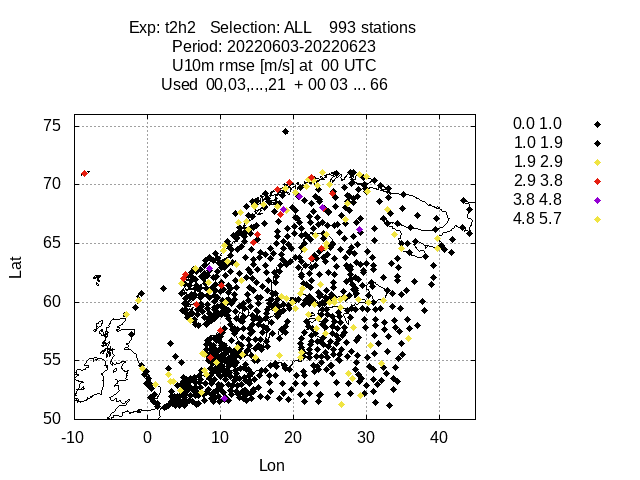 Exp: t2h2 Selection: ALL 993 stations
Period: 20220603-20220623
U10m rmse [m/s] at 00 UTC
Used 00,03,...,21 + 00 03 ... 66
75
70
65
60
55
50
Lat
-10 0 10 20 30 40
Lon
0.0 1.0
1.0 1.9
1.9 2.9
2.9 3.8
3.8 4.8
4.8 5.7